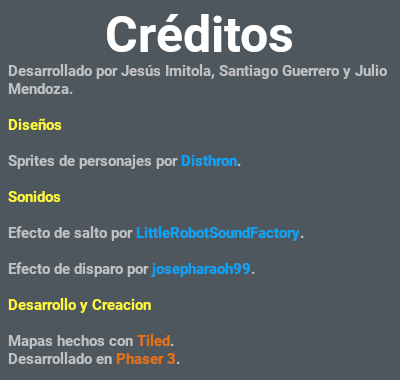 Créditos
Desarrollado por Jesús Imitola, Santiago Guerrero y Julio
Mendoza.
Diseños
Sprites de personajes por Disthron.
Sonidos
Efecto de salto por LittleRobotSoundFactory.
Efecto de disparo por josepharaoh99.
Desarrollo y Creacion
Mapas hechos con Tiled.
Desarrollado en Phaser 3.